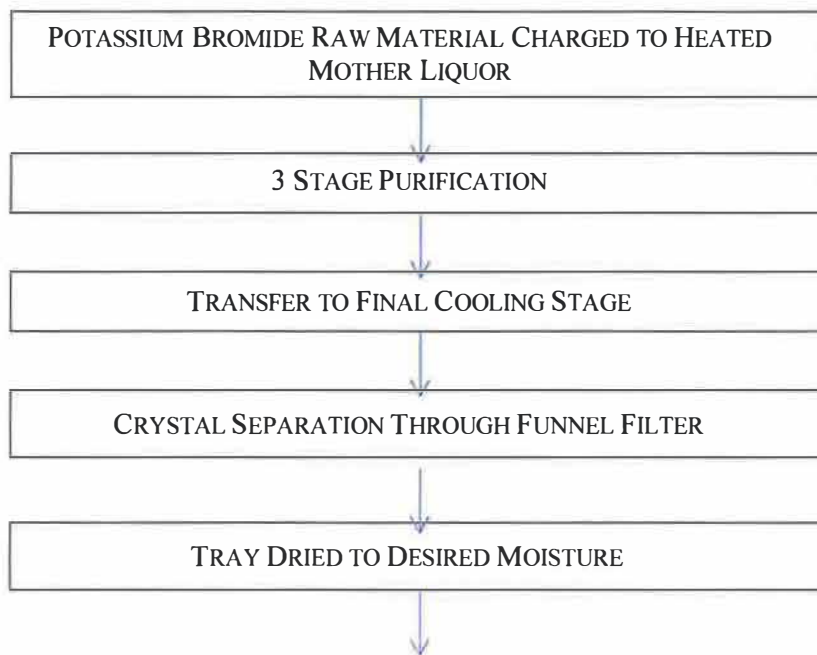 POTASSIUM BROMIDE RAW MATERIAL CHARGED TO HEATED
MOTHER LIQUOR
3 STAGE PURIFICATION
TRANSFER TO FINAL COOLING STAGE
CRYSTAL SEPARATION THROUGH FUNNEL FILTER
TRAY DRIED TO DESIRED MOISTURE